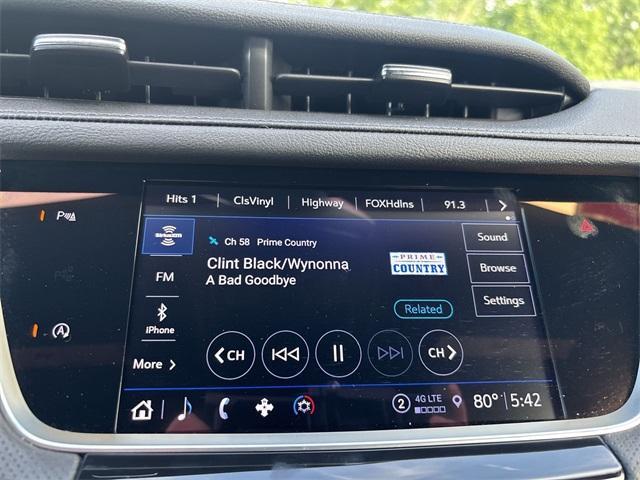 Hits 1 ClsVinyl Highway FOXHdlns 91.3
SiriusXM Ch 58 Prime Country Sound
Clint Black/Wynonna PRIME COUNTRY
FM A Bad Goodbye Browse
iPhone Related Settings
More CH CH
2 4G LTE 80° 5:42
P
A